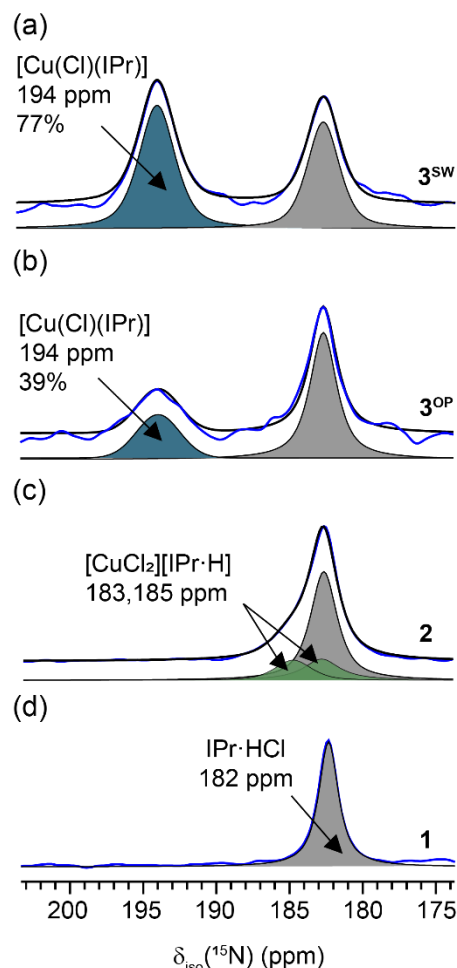 (a)
[Cu(Cl)(IPr)]
194 ppm
77%
3ˢᵂ
(b)
[Cu(Cl)(IPr)]
194 ppm
39%
3ᴼᴾ
(c)
[CuCl₂][IPr·H]
183,185 ppm
2
(d)
IPr·HCl
182 ppm
1
200 195 190 185 180 175
δiso(¹⁵N) (ppm)